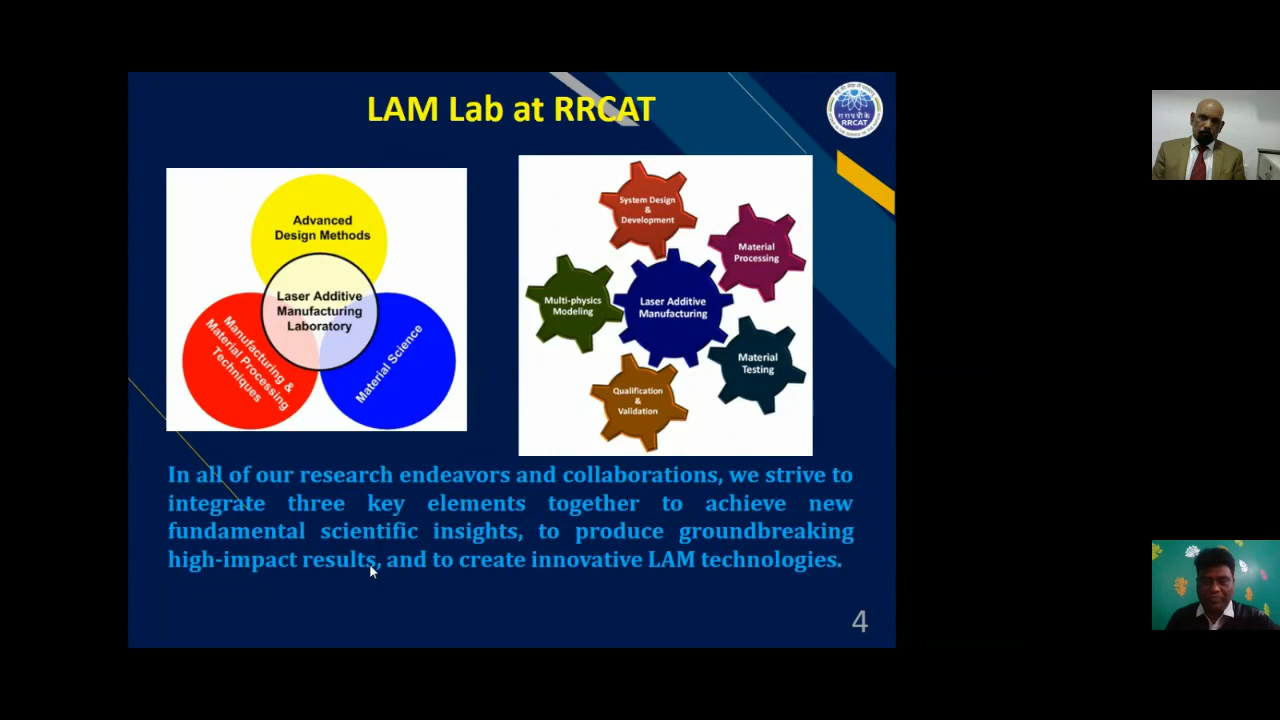 LAM Lab at RRCAT
RRCAT
Advanced
Design Methods
Laser Additive
Manufacturing
Laboratory
Manufacturing &
Material Processing
Techniques
Material Science
System Design
&
Development
Material
Processing
Multi-physics
Modeling
Laser Additive
Manufacturing
Material
Testing
Qualification
&
Validation
In all of our research endeavors and collaborations, we strive to
integrate three key elements together to achieve new
fundamental scientific insights, to produce groundbreaking
high-impact results, and to create innovative LAM technologies.
4